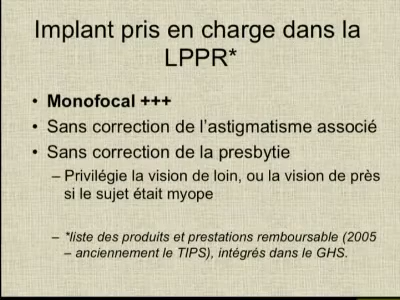 Implant pris en charge dans la
LPPR*
• Monofocal +++
• Sans correction de l'astigmatisme associé
• Sans correction de la presbytie
– Privilégie la vision de loin, ou la vision de près
si le sujet était myope
– *liste des produits et prestations remboursable (2005
– anciennement le TIPS), intégrés dans le GHS.